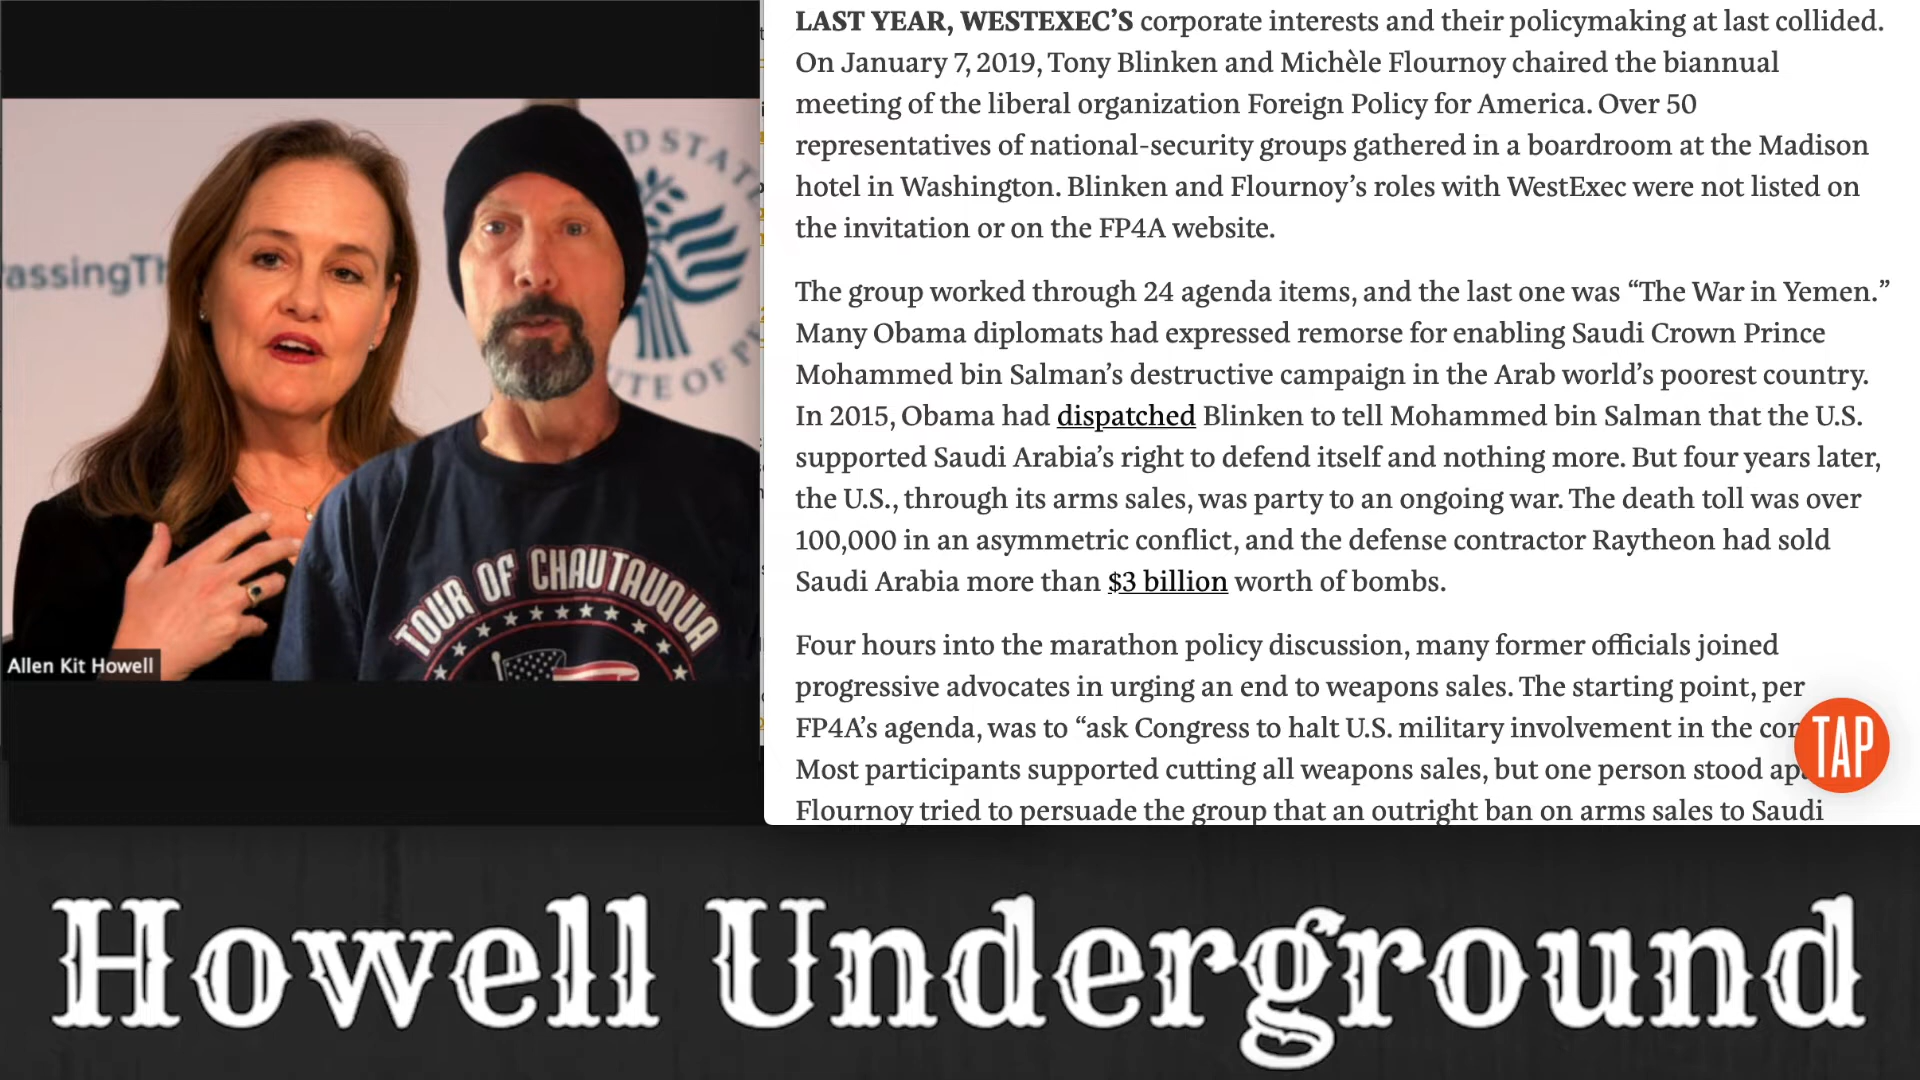 LAST YEAR, WESTEXEC’S corporate interests and their policymaking at last collided.
On January 7, 2019, Tony Blinken and Michèle Flournoy chaired the biannual
meeting of the liberal organization Foreign Policy for America. Over 50
representatives of national-security groups gathered in a boardroom at the Madison
hotel in Washington. Blinken and Flournoy’s roles with WestExec were not listed on
the invitation or on the FP4A website.
The group worked through 24 agenda items, and the last one was “The War in Yemen.”
Many Obama diplomats had expressed remorse for enabling Saudi Crown Prince
Mohammed bin Salman’s destructive campaign in the Arab world’s poorest country.
In 2015, Obama had dispatched Blinken to tell Mohammed bin Salman that the U.S.
supported Saudi Arabia’s right to defend itself and nothing more. But four years later,
the U.S., through its arms sales, was party to an ongoing war. The death toll was over
100,000 in an asymmetric conflict, and the defense contractor Raytheon had sold
Saudi Arabia more than $3 billion worth of bombs.
Four hours into the marathon policy discussion, many former officials joined
progressive advocates in urging an end to weapons sales. The starting point, per
FP4A’s agenda, was to “ask Congress to halt U.S. military involvement in the
Most participants supported cutting all weapons sales, but one person stood
Flournoy tried to persuade the group that an outright ban on arms sales to Saudi
TAP
D STATE
TE OF P
assingTh
TOUR OF CHAUTAUQUA
Allen Kit Howell
Howell Underground